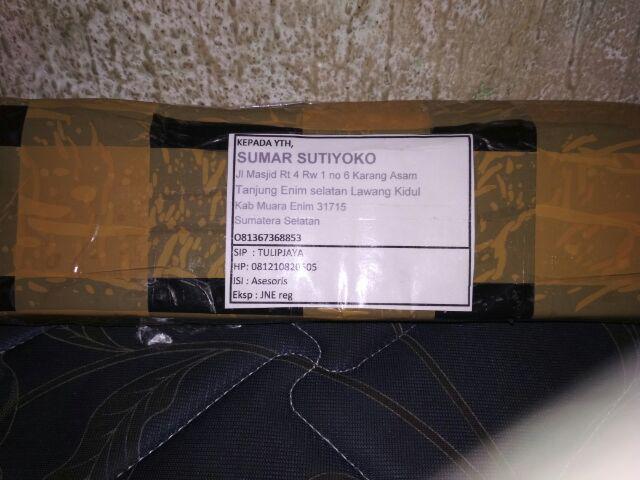 KEPADA YTH,
SUMAR SUTIYOKO
Jl Masjid Rt 4 Rw 1 no 6 Karang Asam
Tanjung Enim selatan Lawang Kidul
Kab Muara Enim 31715
Sumatera Selatan
O81367368853
SIP : TULIPJAYA
HP: 081210820505
ISI : Asesoris
Eksp : JNE reg